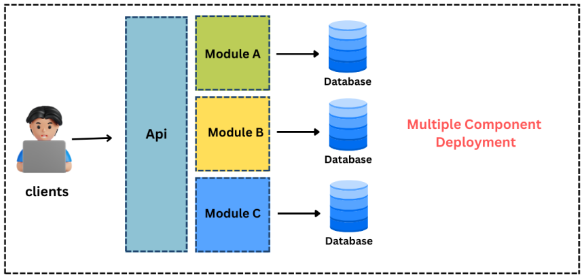 clients
Api
Module A
Database
Module B
Database
Module C
Database
Multiple Component
Deployment